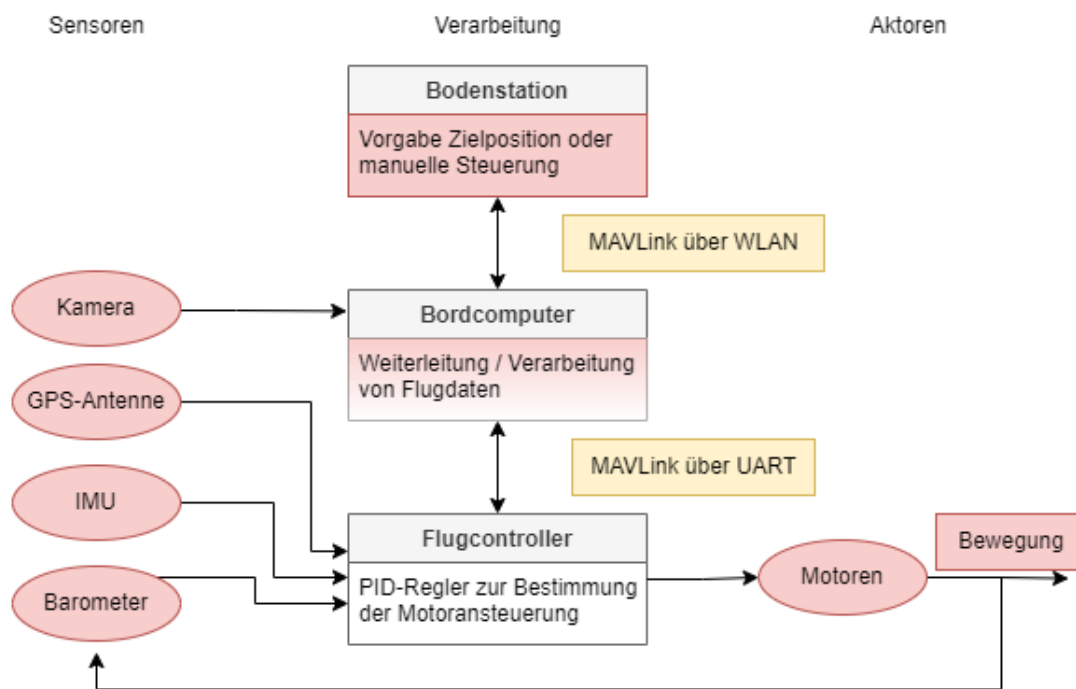 Sensoren
Verarbeitung
Aktoren
Bodenstation
Vorgabe Zielposition oder
manuelle Steuerung
MAVLink über WLAN
Kamera
Bordcomputer
Weiterleitung / Verarbeitung
von Flugdaten
GPS-Antenne
MAVLink über UART
IMU
Flugcontroller
PID-Regler zur Bestimmung
der Motoransteuerung
Barometer
Motoren
Bewegung